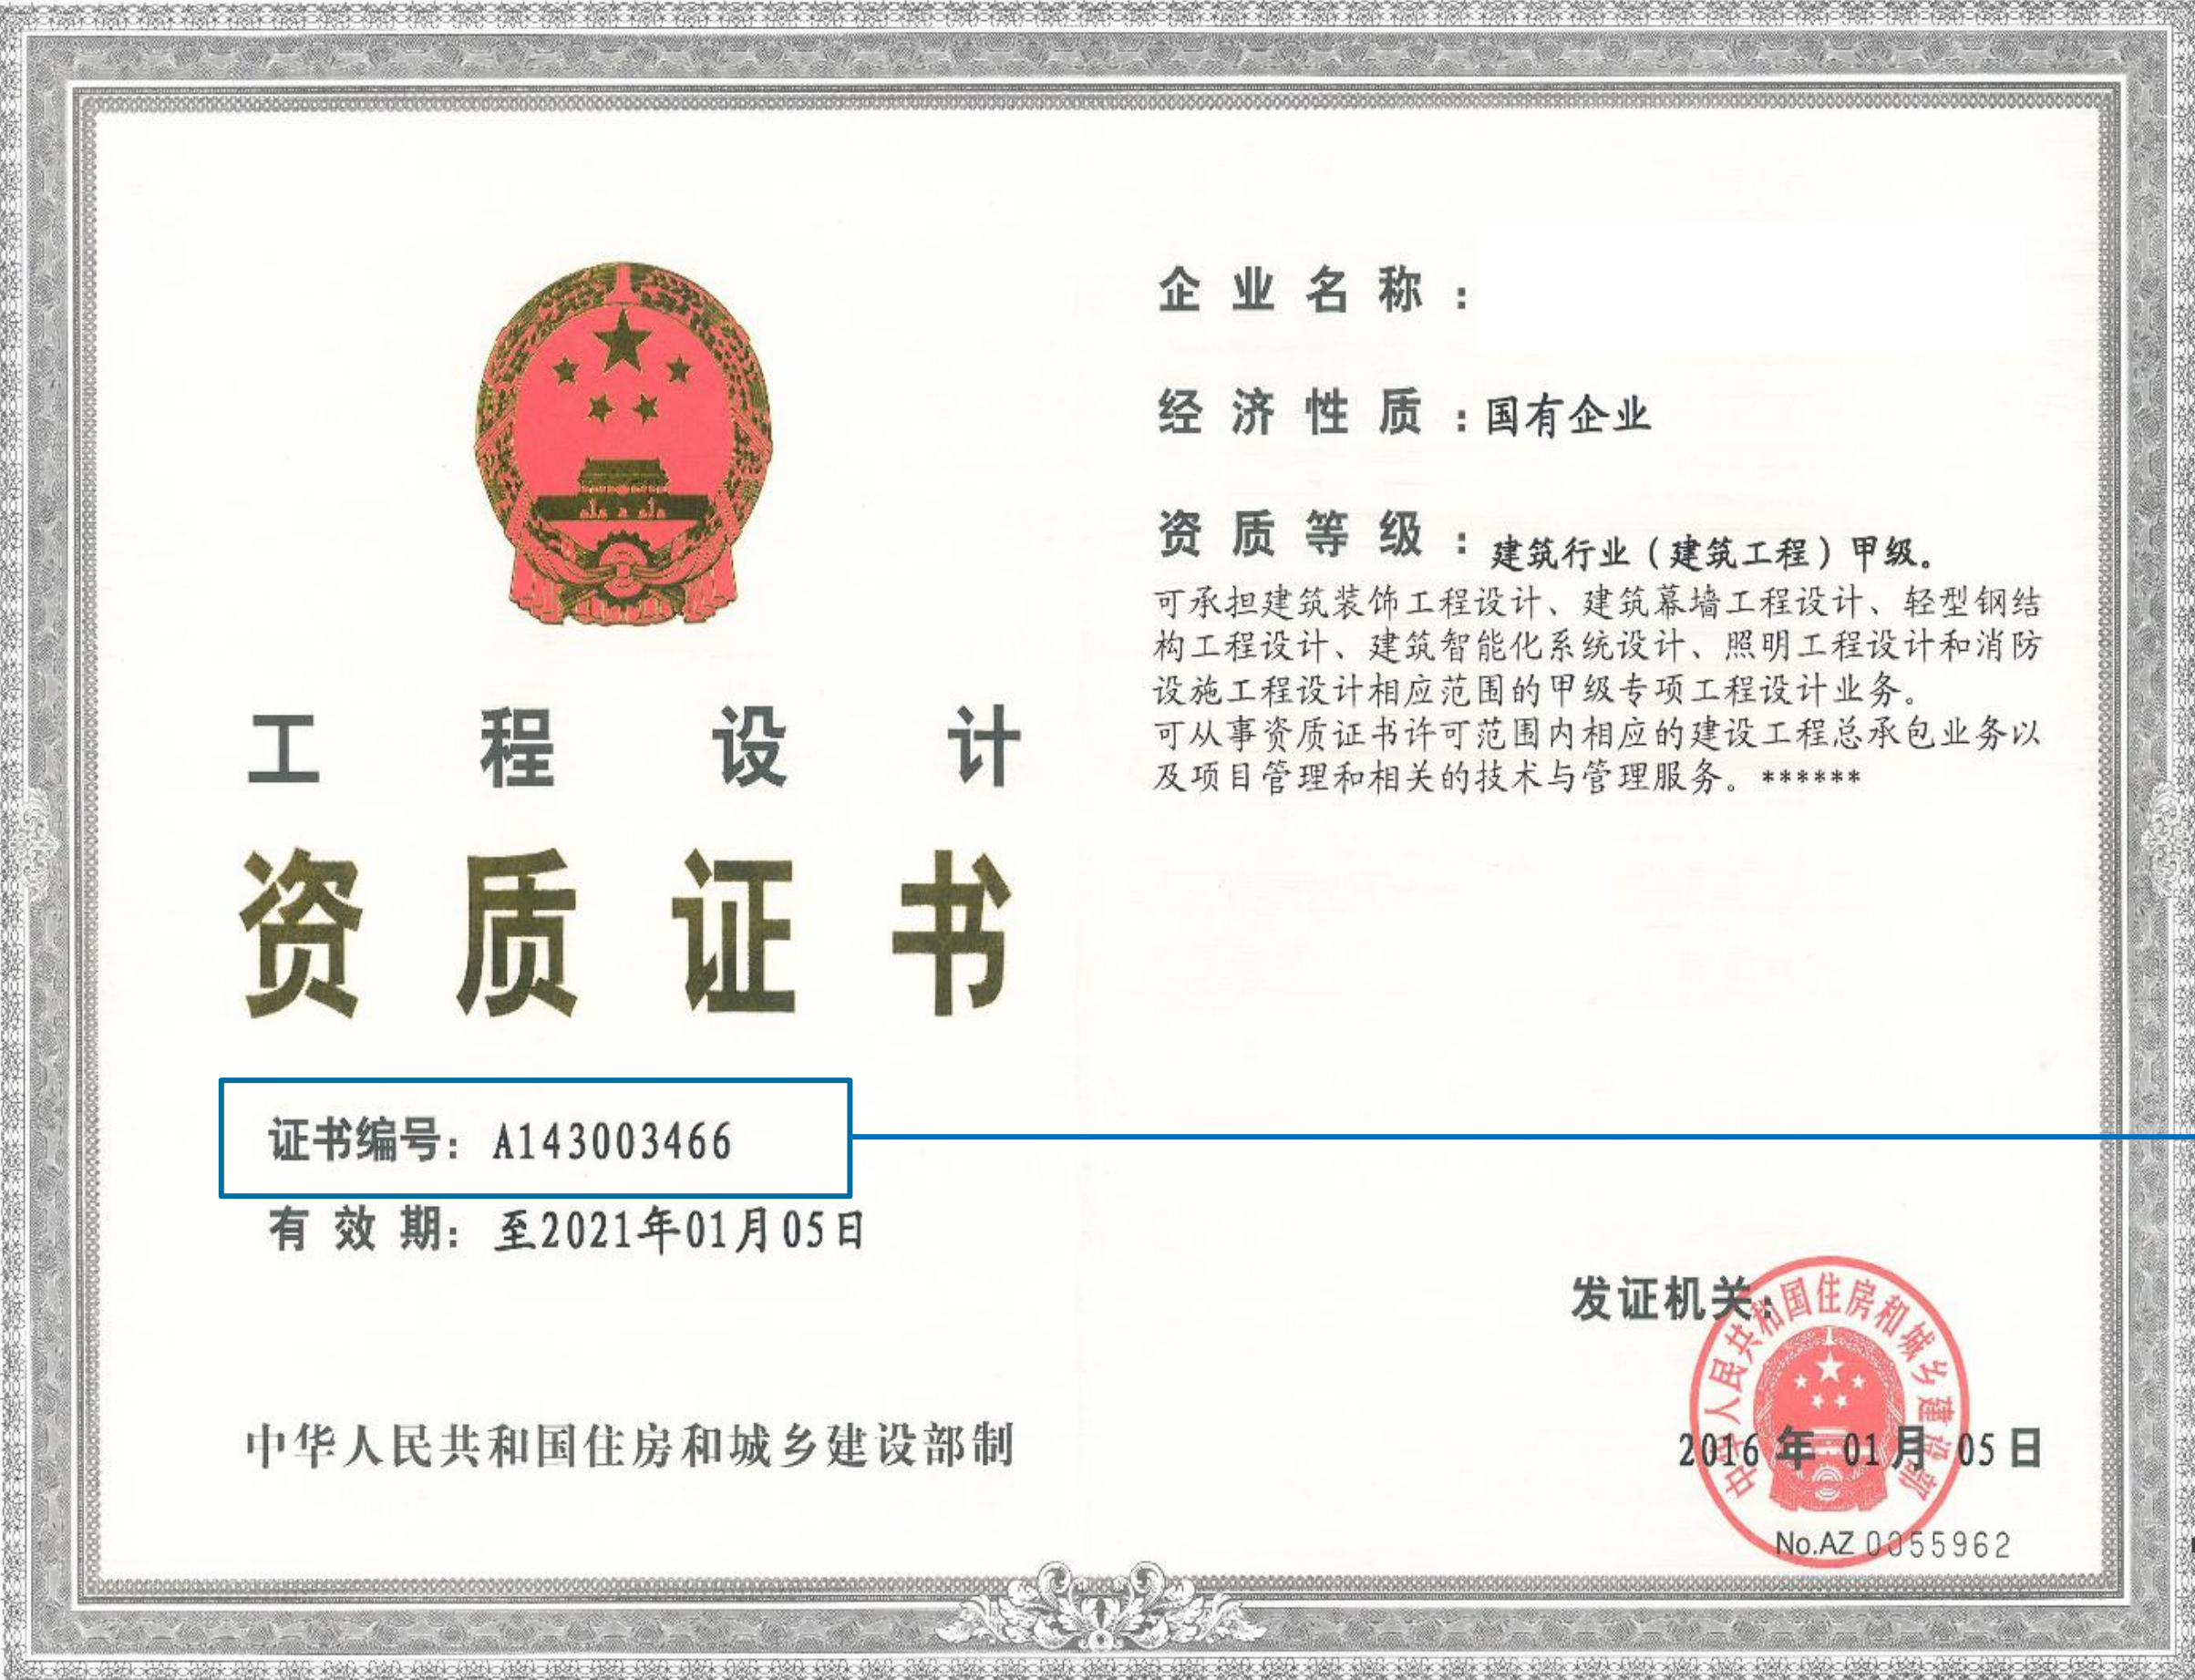 工程设计
资质证书
证书编号：A143003466
有效期：至2021年01月05日
中华人民共和国住房和城乡建设部制
企业名称：
经济性质：国有企业
资质等级：建筑行业（建筑工程）甲级。
可承担建筑装饰工程设计、建筑幕墙工程设计、轻型钢结
构工程设计、建筑智能化系统设计、照明工程设计和消防
设施工程设计相应范围的甲级专项工程设计业务。
可从事资质证书许可范围内相应的建设工程总承包业务以
及项目管理和相关的技术与管理服务。******
发证机关：
中华人民共和国住房和城乡建设部
2016年01月05日
No.AZ 0055962